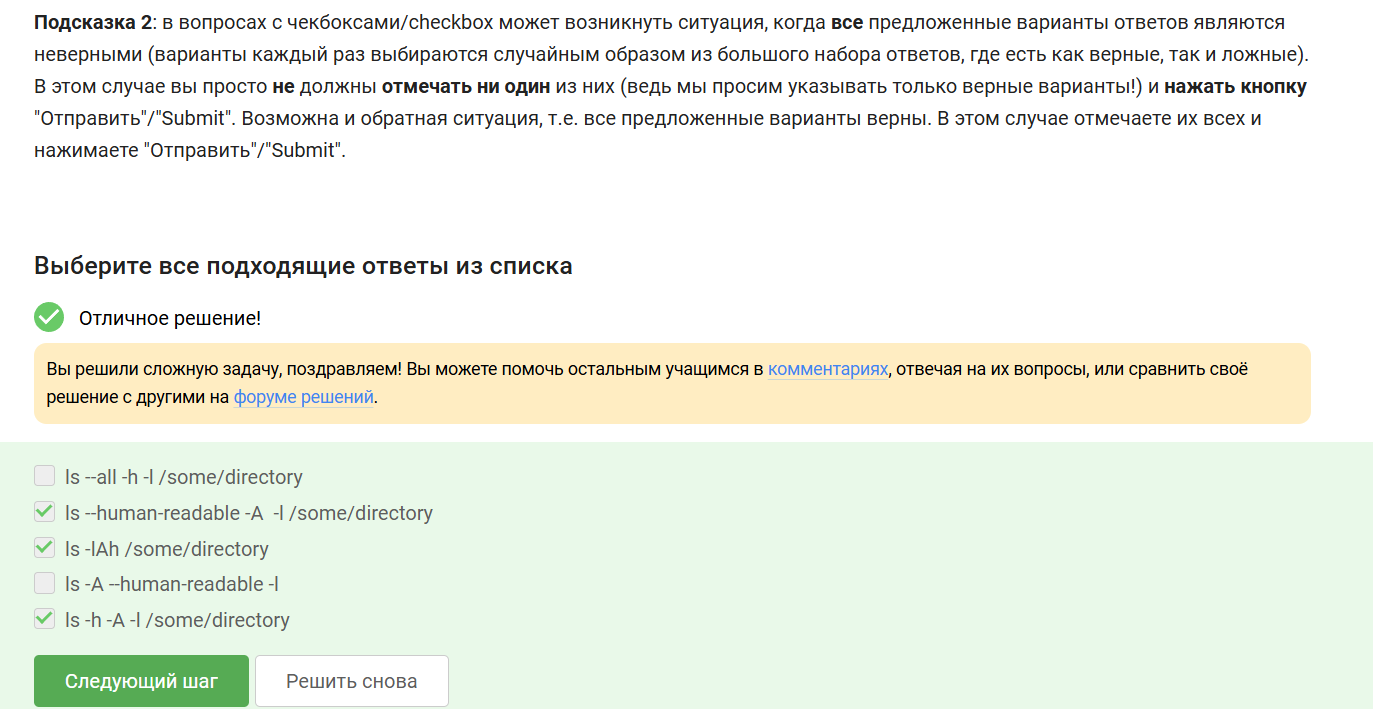 Подсказка 2: в вопросах с чекбоксами/checkbox может возникнуть ситуация, когда все предложенные варианты ответов являются
неверными (варианты каждый раз выбираются случайным образом из большого набора ответов, где есть как верные, так и ложные).
В этом случае вы просто не должны отмечать ни один из них (ведь мы просим указывать только верные варианты!) и нажать кнопку
"Отправить"/"Submit". Возможна и обратная ситуация, т.е. все предложенные варианты верны. В этом случае отмечаете их всех и
нажимаете "Отправить"/"Submit".
Выберите все подходящие ответы из списка
Отличное решение!
Вы решили сложную задачу, поздравляем! Вы можете помочь остальным учащимся в комментариях, отвечая на их вопросы, или сравнить своё
решение с другими на форуме решений.
ls --all -h -l /some/directory
ls --human-readable -A  -l /some/directory
ls -lAh /some/directory
ls -A --human-readable -l
ls -h -A -l /some/directory
Следующий шаг
Решить снова